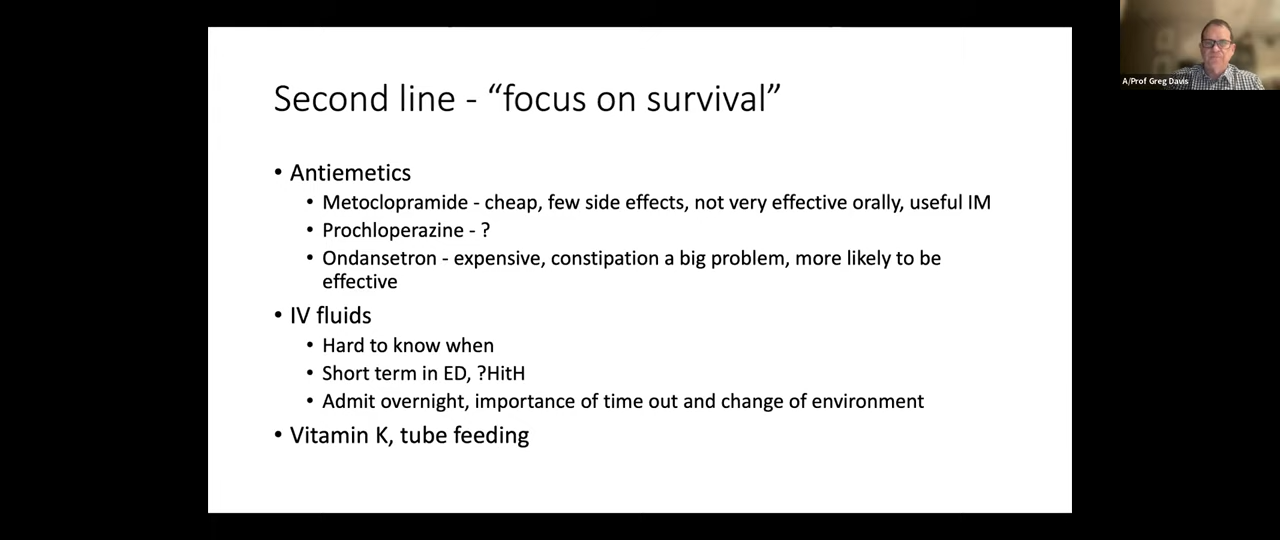 Second line - “focus on survival”
• Antiemetics
• Metoclopramide - cheap, few side effects, not very effective orally, useful IM
• Prochloperazine - ?
• Ondansetron - expensive, constipation a big problem, more likely to be
effective
• IV fluids
• Hard to know when
• Short term in ED, ?HitH
• Admit overnight, importance of time out and change of environment
• Vitamin K, tube feeding
A/Prof Greg Davis